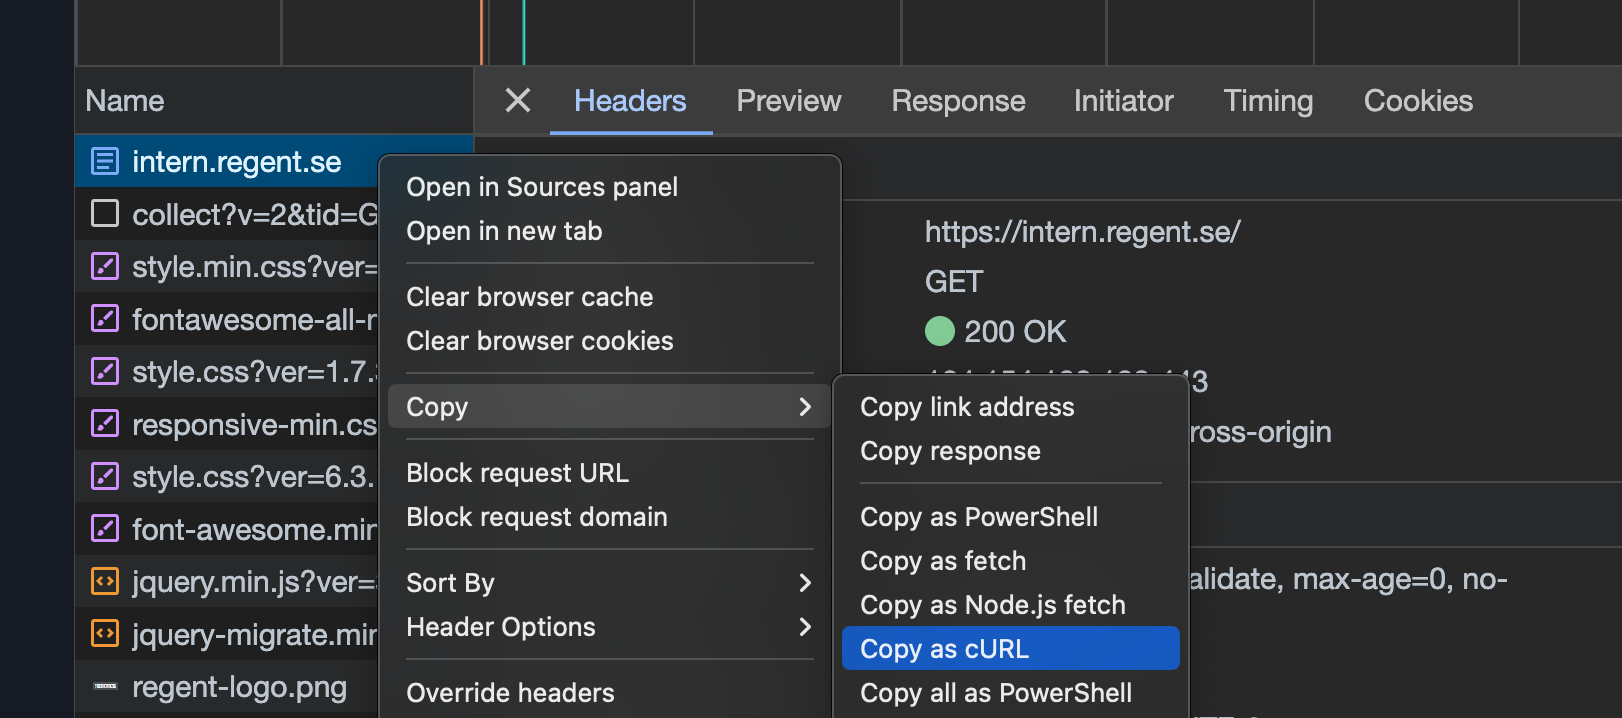 Name
Headers Preview Response Initiator Timing Cookies
intern.regent.se
collect?v=2&tid=G
style.min.css?ver=
fontawesome-all-
style.css?ver=1.7.
responsive-min.cs
style.css?ver=6.3.
font-awesome.min
jquery.min.js?ver=
jquery-migrate.min
regent-logo.png
Open in Sources panel
Open in new tab
Clear browser cache
Clear browser cookies
Copy
Block request URL
Block request domain
Sort By
Header Options
Override headers
Copy link address
Copy response
Copy as PowerShell
Copy as fetch
Copy as Node.js fetch
Copy as cURL
Copy all as PowerShell
https://intern.regent.se/
GET
200 OK
ross-origin
alidate, max-age=0, no-